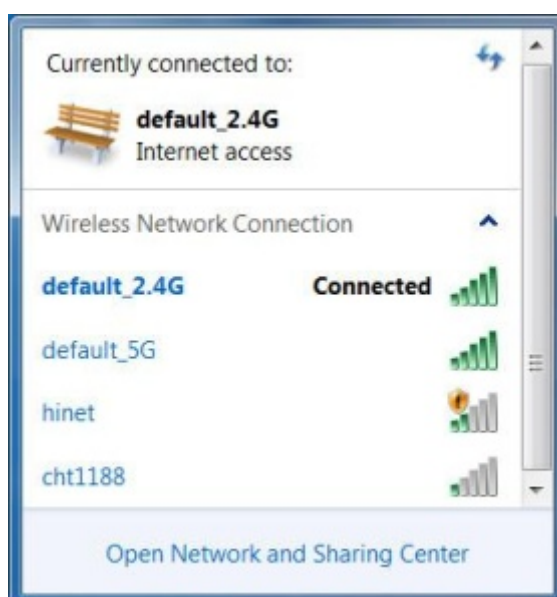 Currently connected to:
default_2.4G
Internet access
Wireless Network Connection
default_2.4G Connected
default_5G
hinet
cht1188
Open Network and Sharing Center